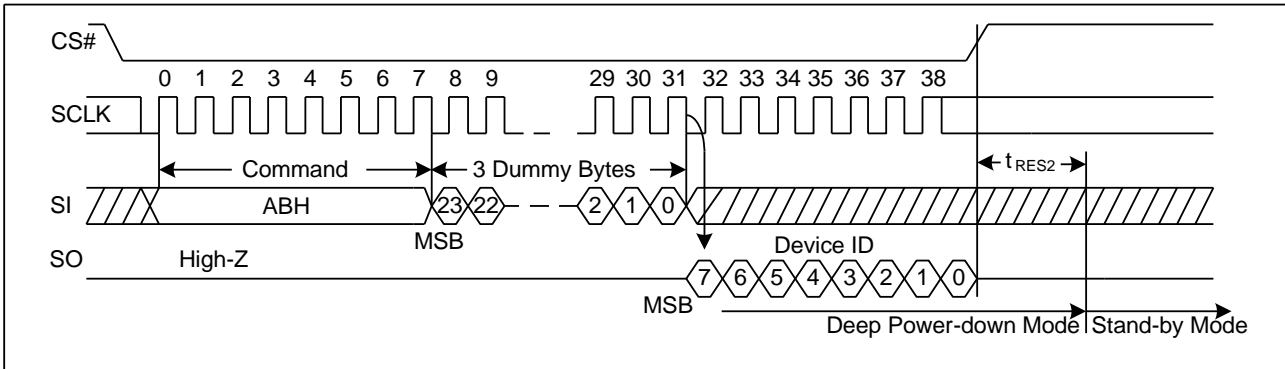 CS#
0 1 2 3 4 5 6 7 8 9 29 30 31 32 33 34 35 36 37 38
SCLK
Command 3 Dummy Bytes tRES2
SI ABH 23 22 2 1 0
MSB Device ID
SO High-Z 7 6 5 4 3 2 1 0
MSB
Deep Power-down Mode Stand-by Mode